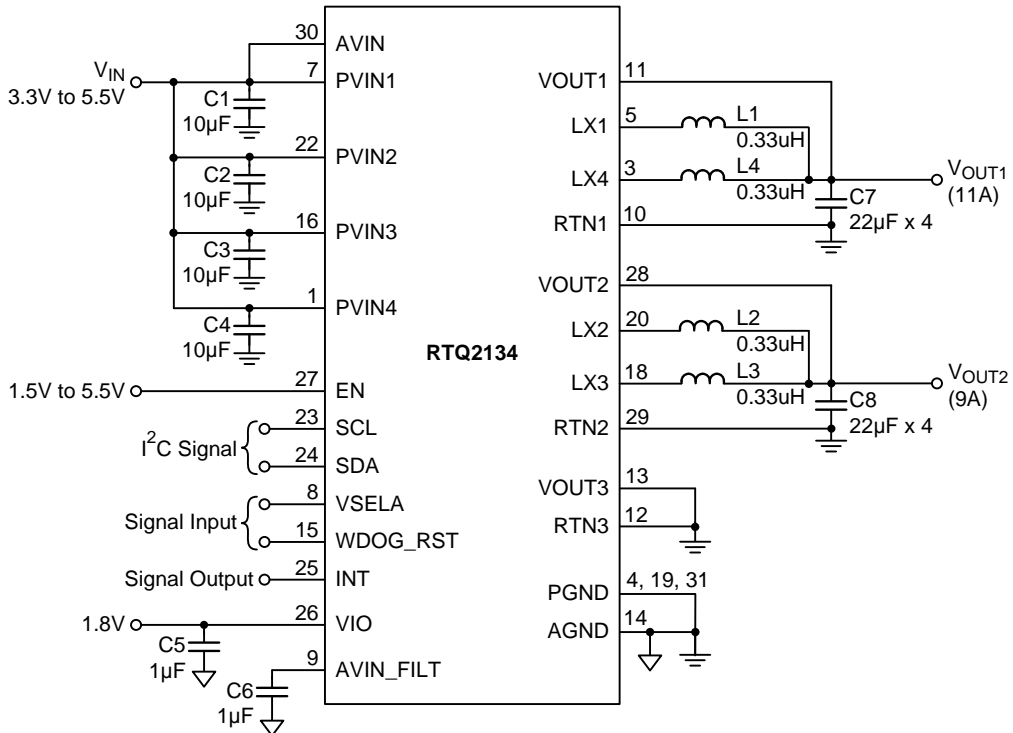 30
AVIN
V_IN
3.3V to 5.5V
7
PVIN1
C1
10µF
22
PVIN2
C2
10µF
16
PVIN3
C3
10µF
1
PVIN4
C4
10µF
1.5V to 5.5V
27
EN
23
SCL
I²C Signal
24
SDA
8
VSELA
Signal Input
15
WDOG_RST
Signal Output
25
INT
1.8V
26
VIO
C5
1µF
9
AVIN_FILT
C6
1µF
RTQ2134
VOUT1
11
LX1
5
L1
0.33uH
LX4
3
L4
0.33uH
V_OUT1
(11A)
C7
22µF x 4
RTN1
10
VOUT2
28
LX2
20
L2
0.33uH
LX3
18
L3
0.33uH
V_OUT2
(9A)
C8
22µF x 4
RTN2
29
VOUT3
13
RTN3
12
PGND
4, 19, 31
AGND
14